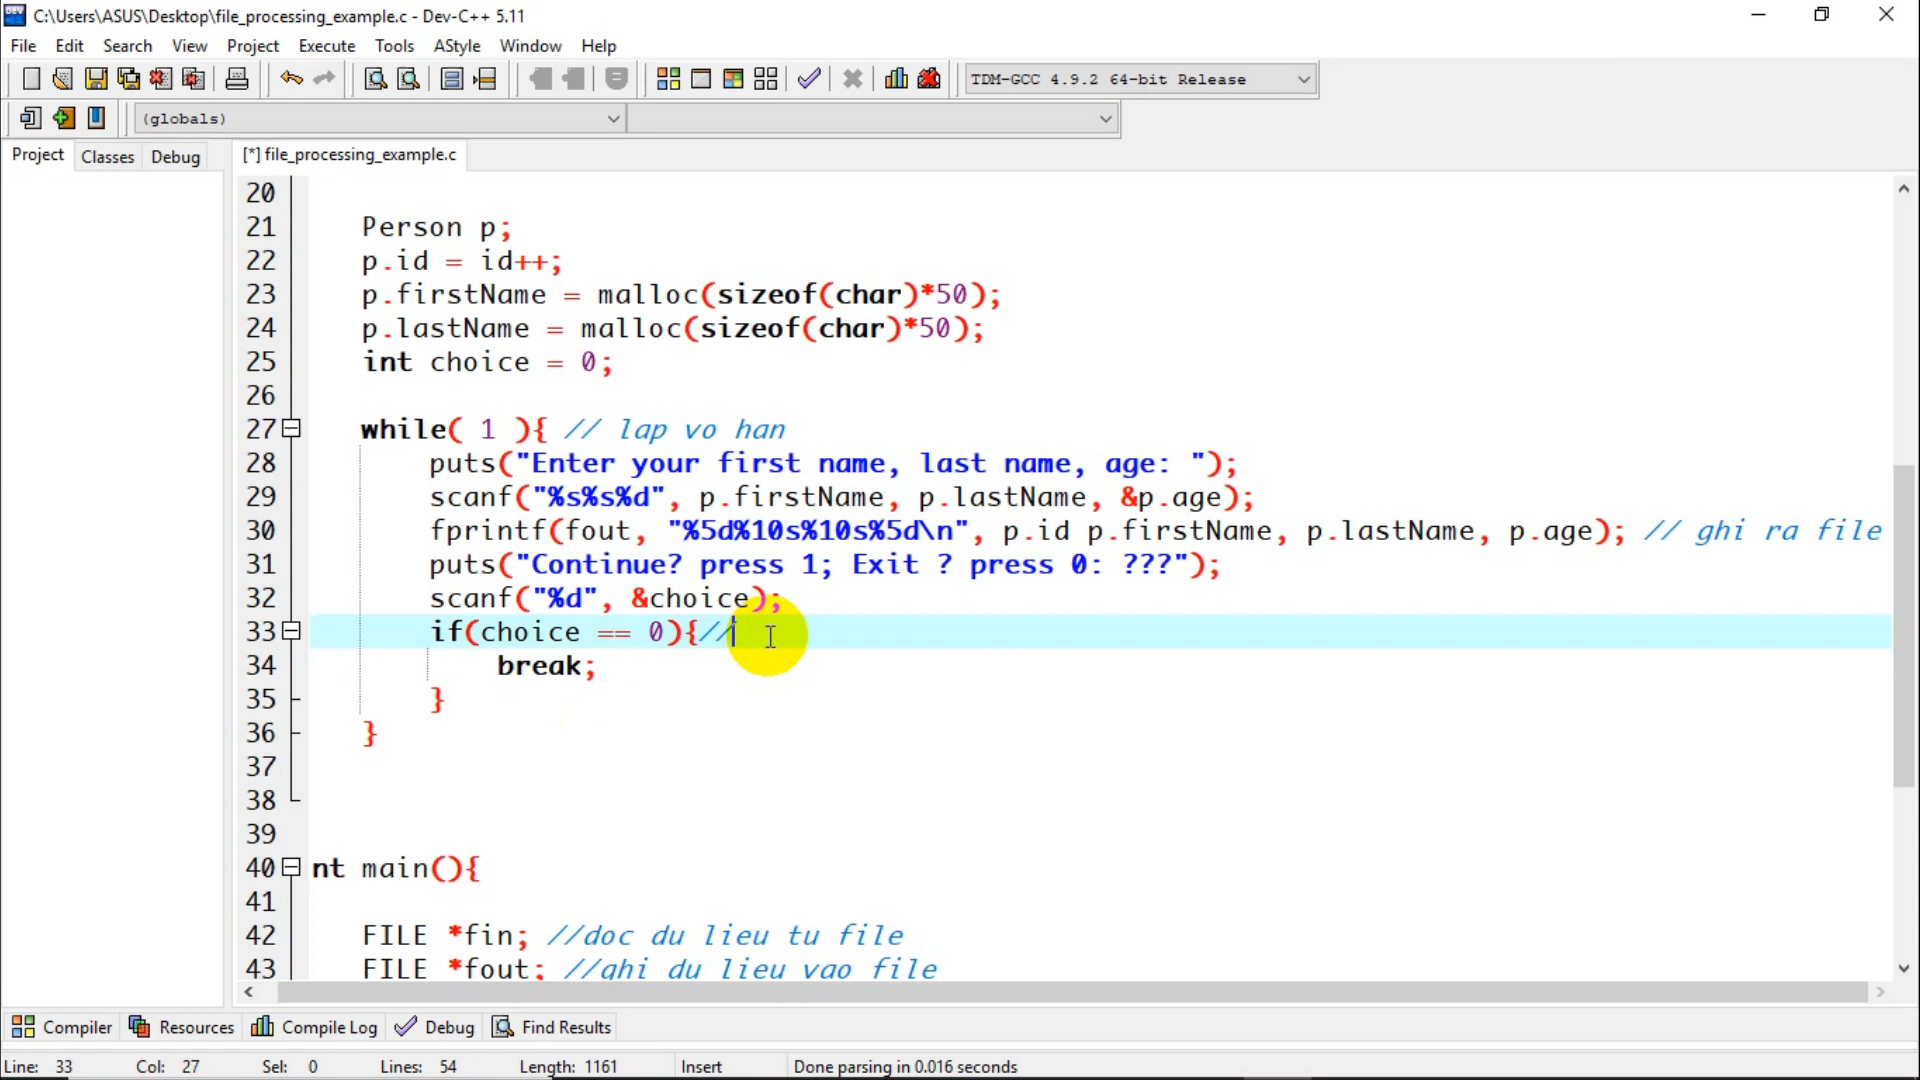 C:\Users\ASUS\Desktop\file_processing_example.c - Dev-C++ 5.11
File Edit Search View Project Execute Tools AStyle Window Help
TDM-GCC 4.9.2 64-bit Release
(globals)
Project Classes Debug [*] file_processing_example.c
20
21 Person p;
22 p.id = id++;
23 p.firstName = malloc(sizeof(char)*50);
24 p.lastName = malloc(sizeof(char)*50);
25 int choice = 0;
26
27 while( 1 ){ // lap vo han
28 puts("Enter your first name, last name, age: ");
29 scanf("%s%s%d", p.firstName, p.lastName, &p.age);
30 fprintf(fout, "%5d%10s%10s%5d\n", p.id p.firstName, p.lastName, p.age); // ghi ra file
31 puts("Continue? press 1; Exit ? press 0: ???");
32 scanf("%d", &choice);
33 if(choice == 0){//
34 break;
35 }
36 }
37
38
39
40 nt main(){
41
42 FILE *fin; //doc du lieu tu file
43 FILE *fout; //ghi du lieu vao file
Compiler Resources Compile Log Debug Find Results
Line: 33 Col: 27 Sel: 0 Lines: 54 Length: 1161 Insert Done parsing in 0.016 seconds